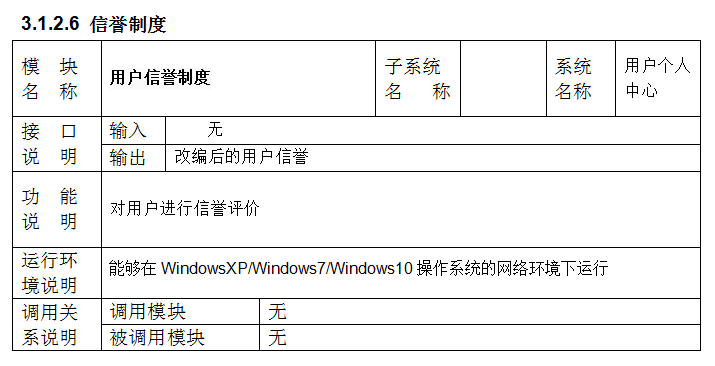 3.1.2.6 信誉制度
模 块
名 称
用户信誉制度
子系统
名 称
系统
名称
用户个人
中心
接 口
说 明
输入
无
输出
改编后的用户信誉
功 能
说 明
对用户进行信誉评价
运行环
境说明
能够在 WindowsXP/Windows7/Windows10 操作系统的网络环境下运行
调用关
系说明
调用模块
无
被调用模块
无